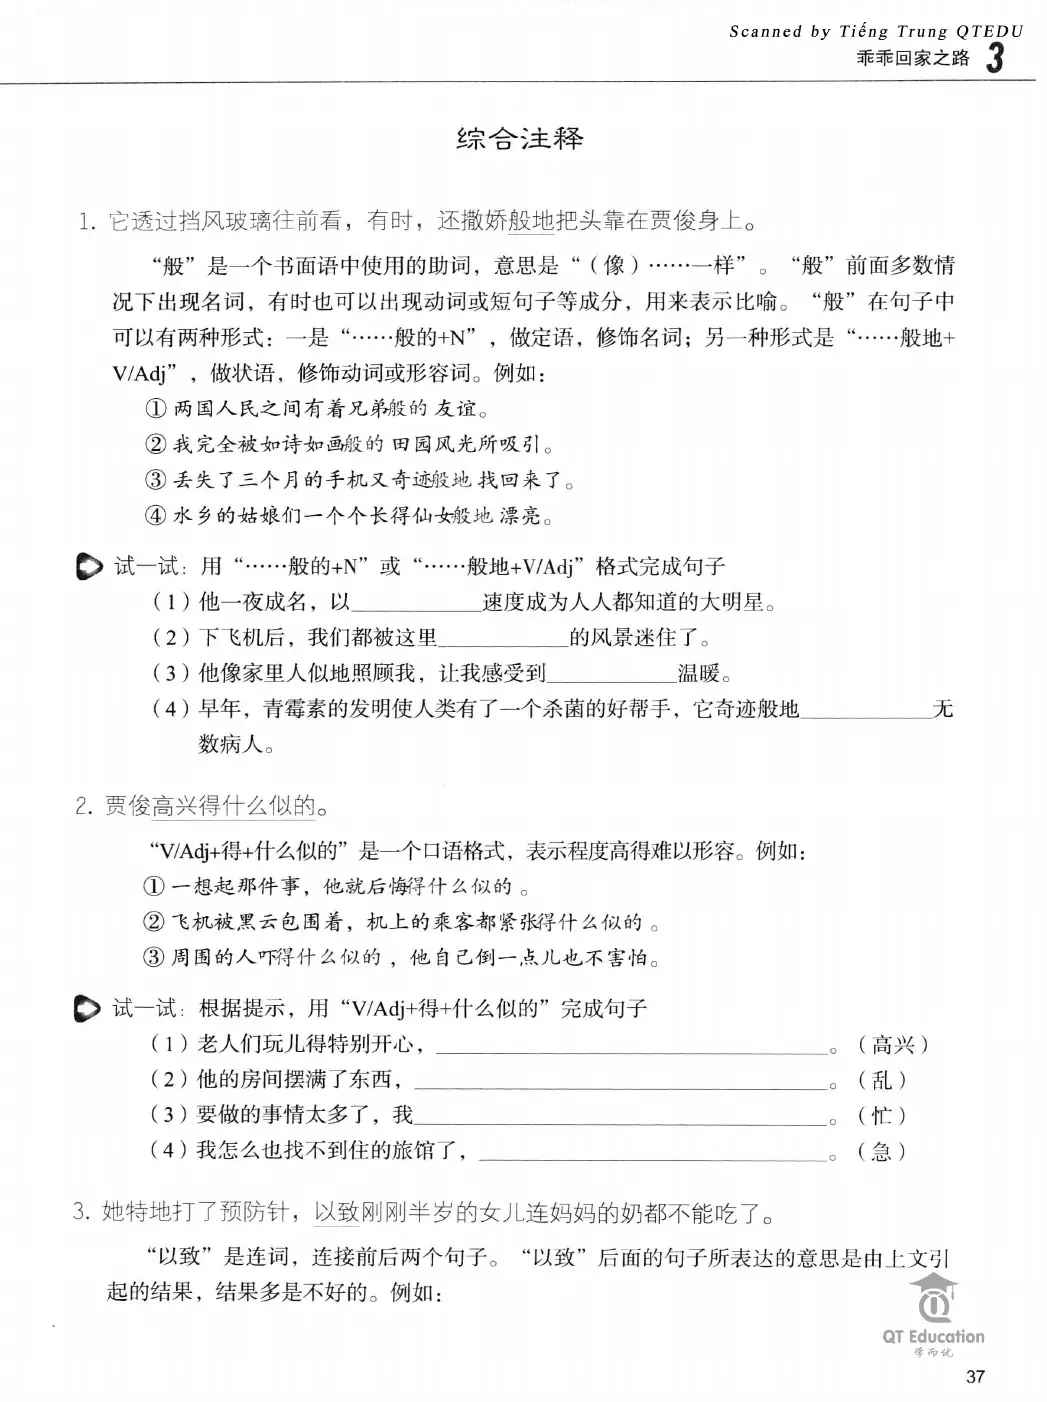 Scanned by Tiếng Trung QTEDU
乖乖回家之路 3
综合注释
1. 它透过挡风玻璃往前看，有时，还撒娇般地把头靠在贾俊身上。
“般”是一个书面语中使用的助词，意思是“（像）……一样”。“般”前面多数情
况下出现名词，有时也可以出现动词或短句子等成分，用来表示比喻。“般”在句子中
可以有两种形式：一是“……般的+N”，做定语，修饰名词；另一种形式是“……般地+
V/Adj”，做状语，修饰动词或形容词。例如：
① 两国人民之间有着兄弟般的友谊。
② 我完全被如诗如画般的田园风光所吸引。
③ 丢失了三个月的手机又奇迹般地找回来了。
④ 水乡的姑娘们一个个长得仙女般地漂亮。
试一试：用“……般的+N”或“……般地+V/Adj”格式完成句子
（1）他一夜成名，以____________速度成为人人都知道的大明星。
（2）下飞机后，我们都被这里____________的风景迷住了。
（3）他像家里人似地照顾我，让我感受到____________温暖。
（4）早年，青霉素的发明使人类有了一个杀菌的好帮手，它奇迹般地____________无
数病人。
2. 贾俊高兴得什么似的。
“V/Adj+得+什么似的”是一个口语格式，表示程度高得难以形容。例如：
① 一想起那件事，他就后悔得什么似的。
② 飞机被黑云包围着，机上的乘客都紧张得什么似的。
③ 周围的人吓得什么似的，他自己倒一点儿也不害怕。
试一试：根据提示，用“V/Adj+得+什么似的”完成句子
（1）老人们玩儿得特别开心，____________________________________。（高兴）
（2）他的房间摆满了东西，______________________________________。（乱）
（3）要做的事情太多了，我______________________________________。（忙）
（4）我怎么也找不到住的旅馆了，________________________________。（急）
3. 她特地打了预防针，以致刚刚半岁的女儿连妈妈的奶都不能吃了。
“以致”是连词，连接前后两个句子。“以致”后面的句子所表达的意思是由上文引
起的结果，结果多是不好的。例如：
QT Education
学而优
37